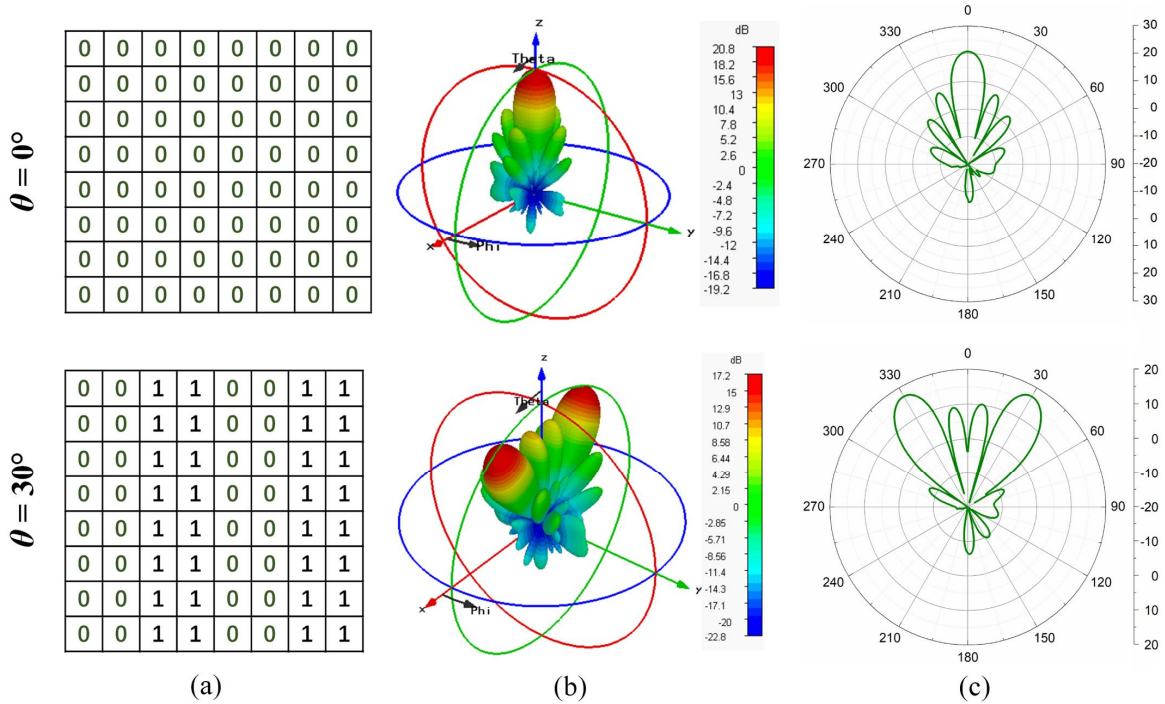 θ = 0°
0 0 0 0 0 0 0 0
0 0 0 0 0 0 0 0
0 0 0 0 0 0 0 0
0 0 0 0 0 0 0 0
0 0 0 0 0 0 0 0
0 0 0 0 0 0 0 0
0 0 0 0 0 0 0 0
0 0 0 0 0 0 0 0
z
Theta
x
Phi
y
dB
20.8
18.2
15.6
13
10.4
7.8
5.2
2.6
0
-2.4
-4.8
-7.2
-9.6
-12
-14.4
-16.8
-19.2
0
30
60
90
120
150
180
210
240
270
300
330
30
20
10
0
-10
-20
-10
0
10
20
30
θ = 30°
0 0 1 1 0 0 1 1
0 0 1 1 0 0 1 1
0 0 1 1 0 0 1 1
0 0 1 1 0 0 1 1
0 0 1 1 0 0 1 1
0 0 1 1 0 0 1 1
0 0 1 1 0 0 1 1
0 0 1 1 0 0 1 1
z
Theta
x
Phi
y
dB
17.2
15
12.9
10.7
8.58
6.44
4.29
2.15
0
-2.85
-5.71
-8.56
-11.4
-14.3
-17.1
-20
-22.8
0
30
60
90
120
150
180
210
240
270
300
330
20
10
0
-10
-20
-10
0
10
20
(a)
(b)
(c)